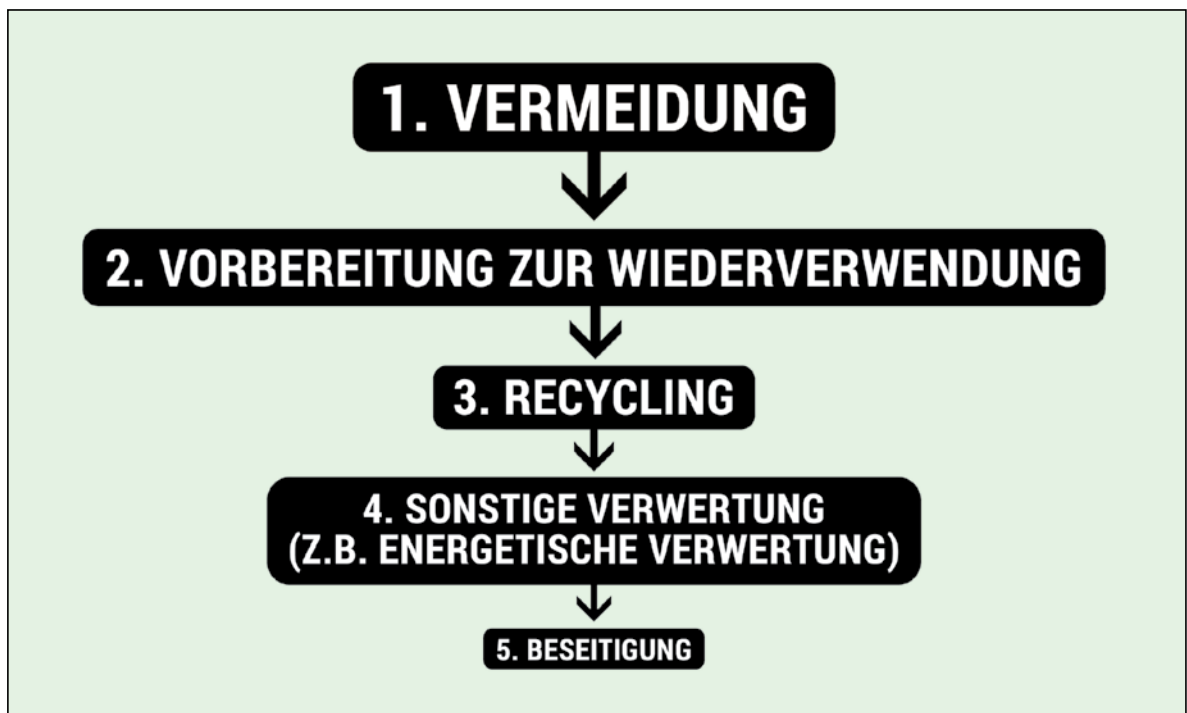 1. VERMEIDUNG
2. VORBEREITUNG ZUR WIEDERVERWENDUNG
3. RECYCLING
4. SONSTIGE VERWERTUNG
(Z.B. ENERGETISCHE VERWERTUNG)
5. BESEITIGUNG